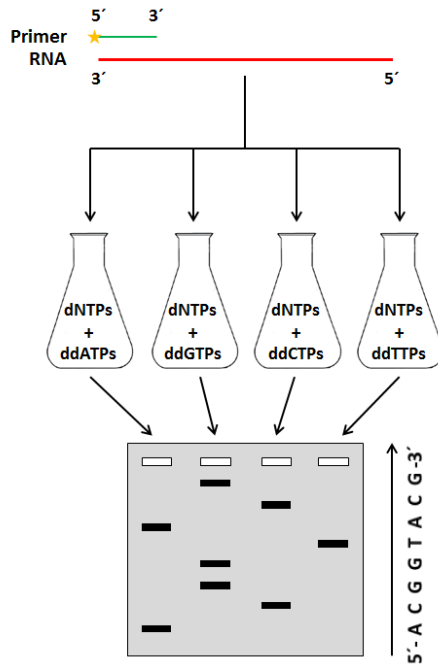 5´ 3´
Primer
RNA
3´ 5´
dNTPs
+
ddATPs
dNTPs
+
ddGTPs
dNTPs
+
ddCTPs
dNTPs
+
ddTTPs
5´- A C G G T A C G -3´